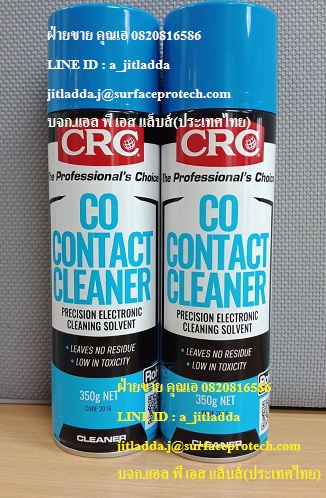 ฝ่ายขาย คุณเอ 0820816586
LINE ID : a_jitladda
jitladda.j@surfaceprotech.com
บจก.แอล พี เอส แล็บส์(ประเทศไทย)
CRC CRC
The Professional's Choice The Professional's Choice
CO CO
CONTACT CONTACT
CLEANER CLEANER
PRECISION ELECTRONIC PRECISION ELECTRONIC
CLEANING SOLVENT CLEANING SOLVENT
• LEAVES NO RESIDUE • LEAVES NO RESIDUE
• LOW IN TOXICITY • LOW IN TOXICITY
ฝ่ายขาย คุณเอ 0820816586
350g 350g
CODE 2016
LINE ID : a_jitladda
CLEANER CLEANER
jitladda.j@surfaceprotech.com
บจก.แอล พี เอส แล็บส์(ประเทศไทย)